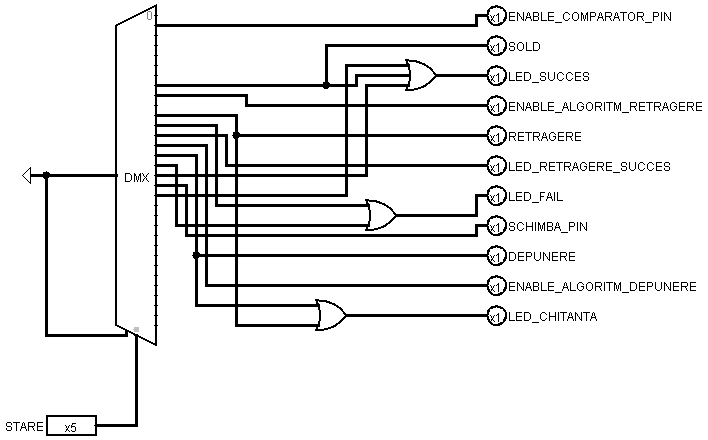 0
x1 ENABLE_COMPARATOR_PIN
x1 SOLD
x1 LED_SUCCES
x1 ENABLE_ALGORITM_RETRAGERE
x1 RETRAGERE
x1 LED_RETRAGERE_SUCCES
DMX
x1 LED_FAIL
x1 SCHIMBA_PIN
x1 DEPUNERE
x1 ENABLE_ALGORITM_DEPUNERE
x1 LED_CHITANTA
STARE x5